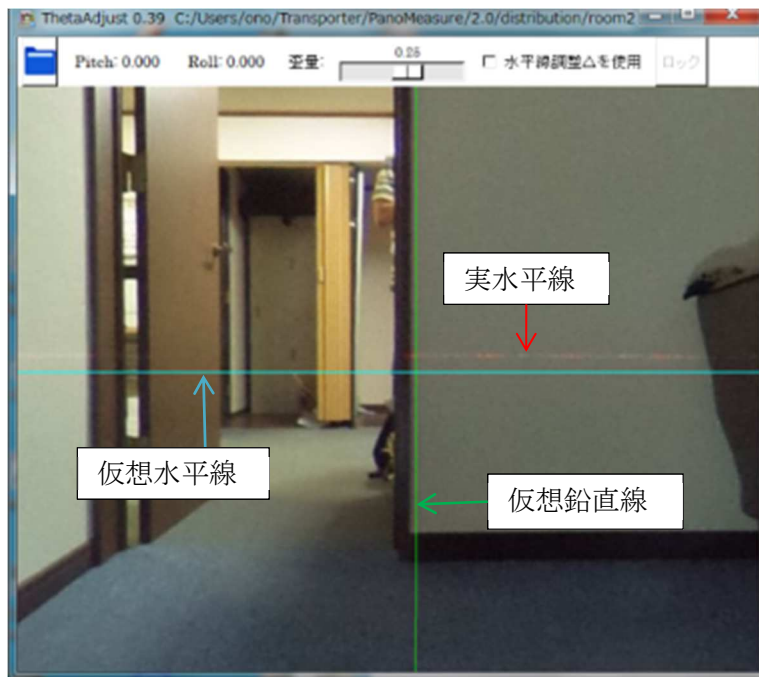 ThetaAdjust 0.39 C:/Users/ono/Transporter/PanoMeasure/2.0/distribution/room2
Pitch: 0.000 Roll: 0.000 歪量: 0.25 水平線調整△を使用 ロック
実水平線
仮想水平線
仮想鉛直線